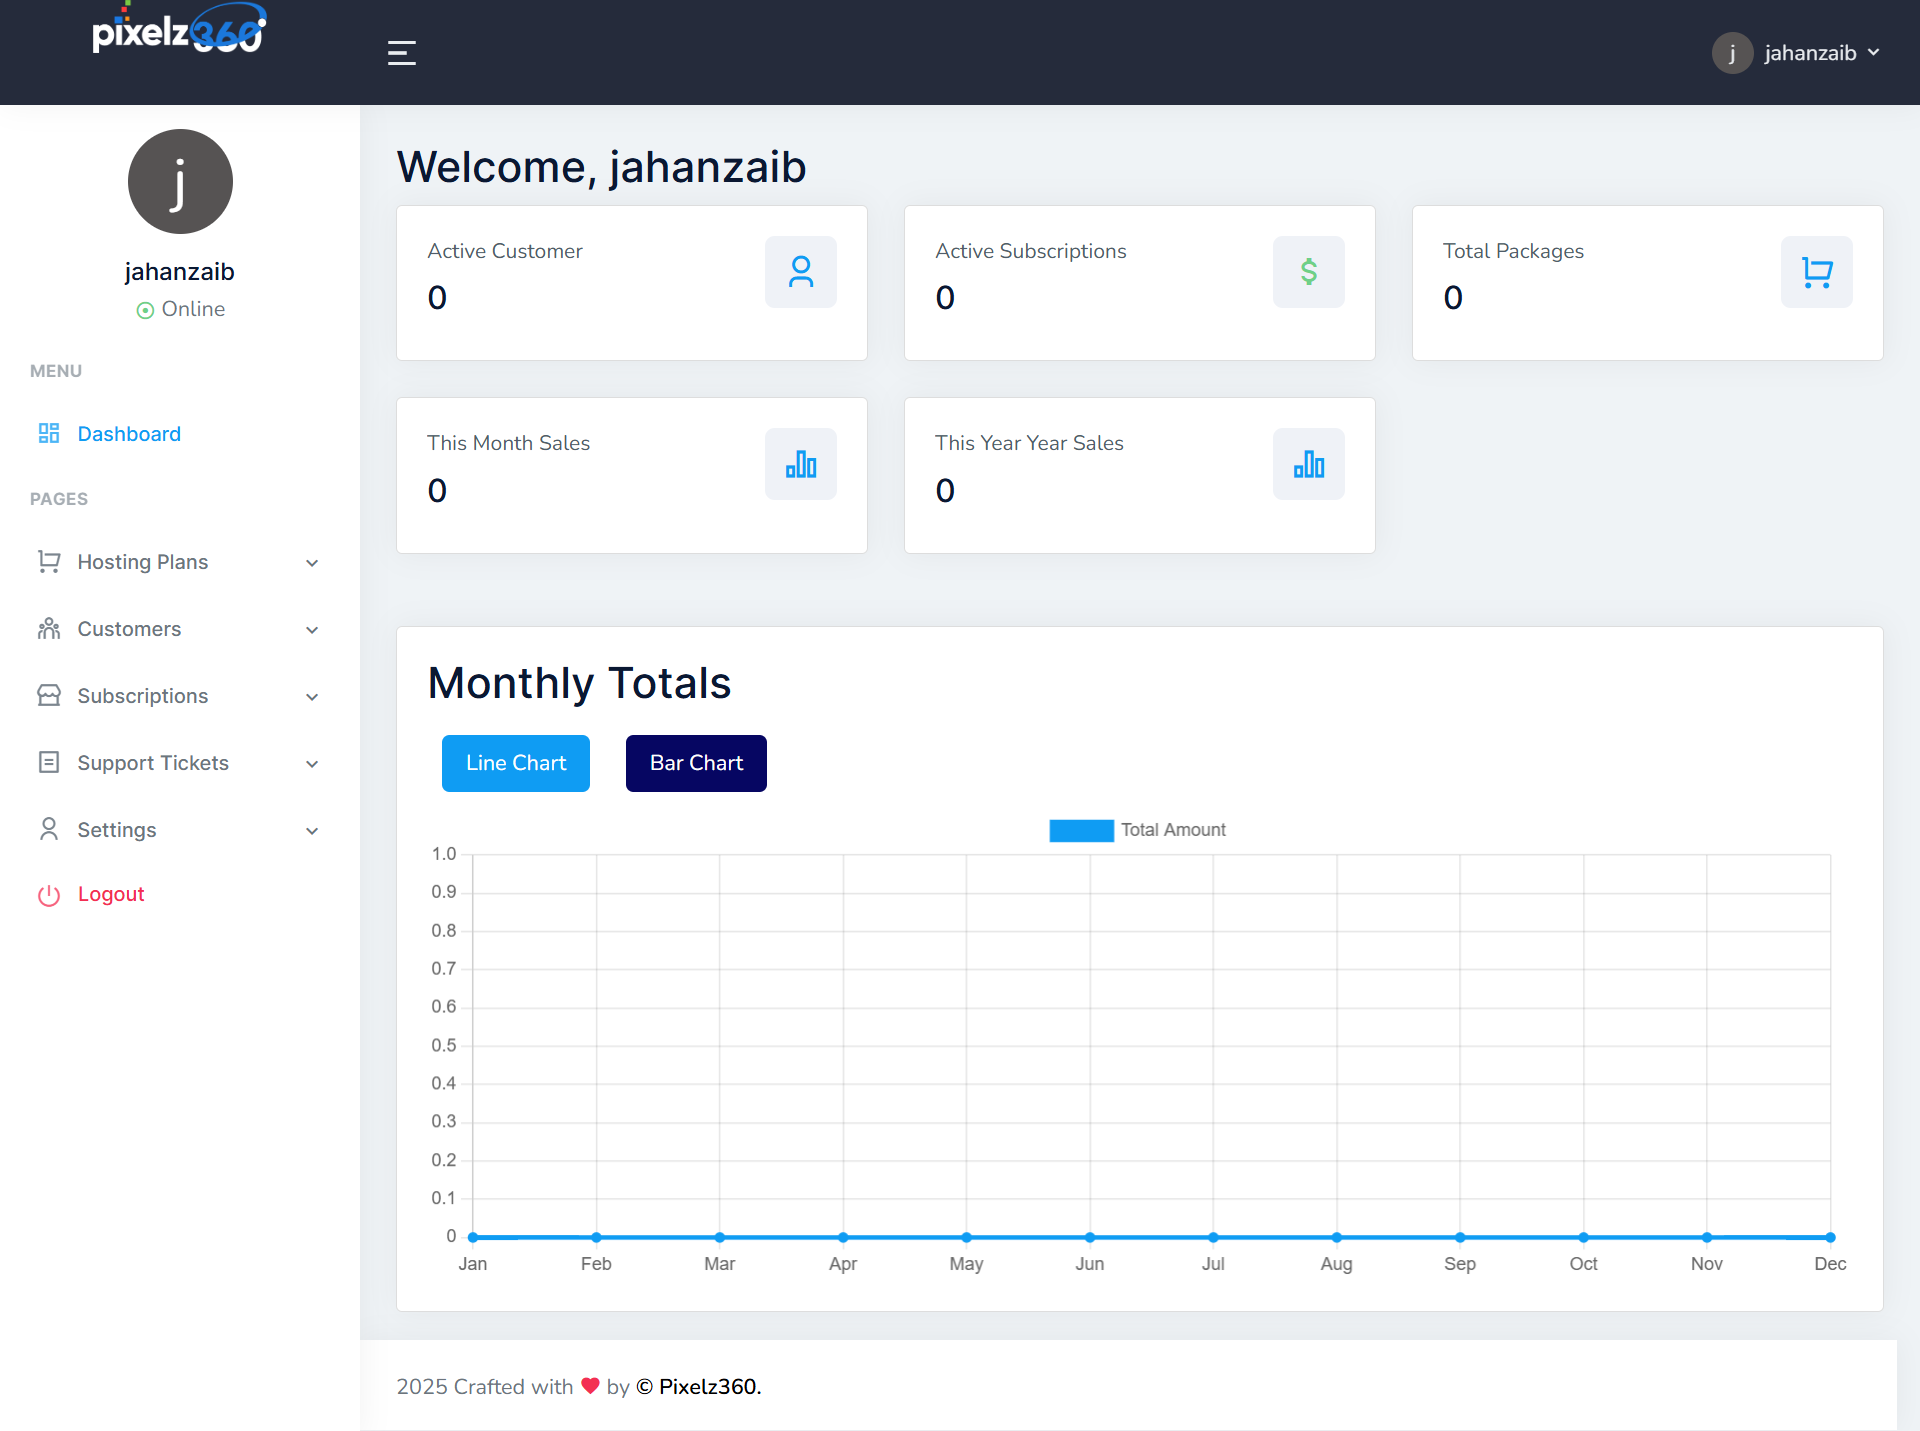 pixelz360
j jahanzaib
j
jahanzaib
Online
MENU
Dashboard
PAGES
Hosting Plans
Customers
Subscriptions
Support Tickets
Settings
Logout
Welcome, jahanzaib
Active Customer
0
Active Subscriptions
0
$
Total Packages
0
This Month Sales
0
This Year Year Sales
0
Monthly Totals
Line Chart
Bar Chart
Total Amount
1.0
0.9
0.8
0.7
0.6
0.5
0.4
0.3
0.2
0.1
0
Jan Feb Mar Apr May Jun Jul Aug Sep Oct Nov Dec
2025 Crafted with ❤ by © Pixelz360.